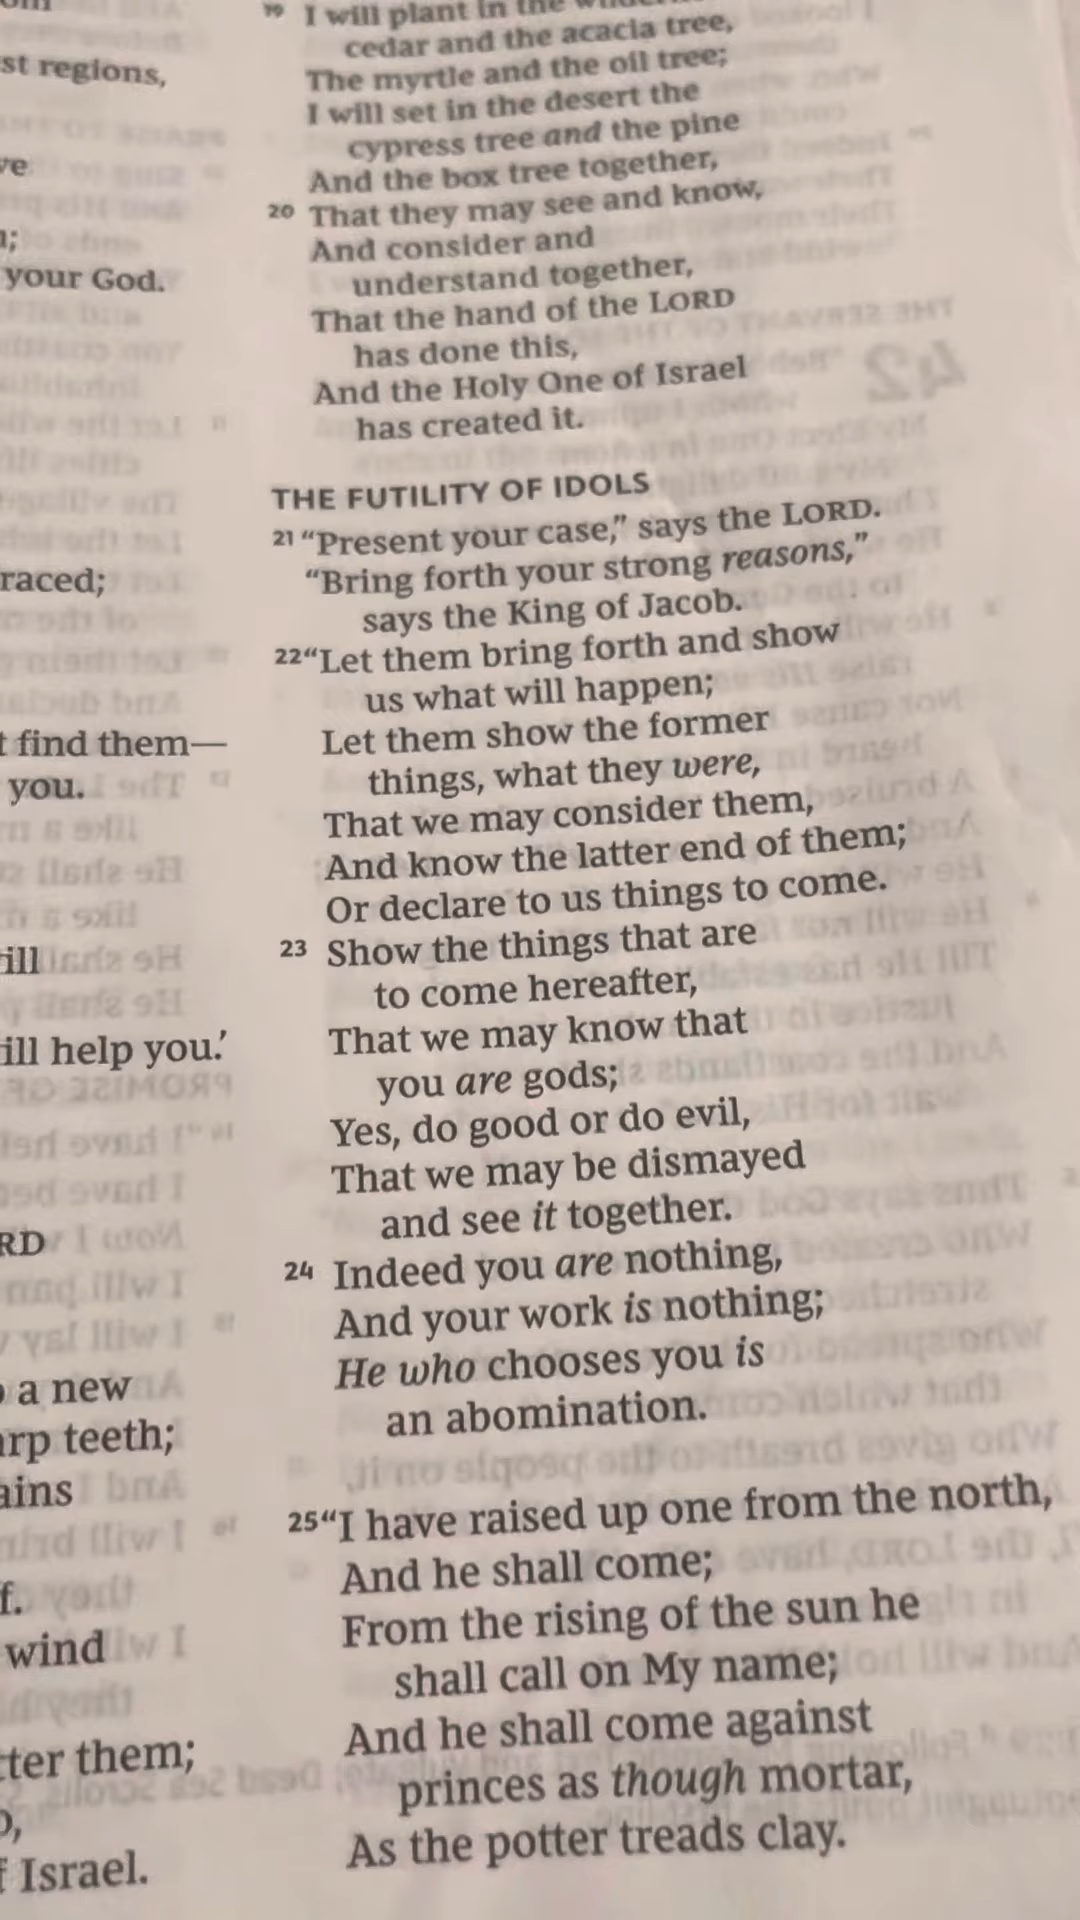 st regions,
ve
your God.
raced;
find them—
you.
ill
ill help you.'
RD
a new
arp teeth;
ains
f.
wind
tter them;
Israel.
19 I will plant in the
cedar and the acacia tree,
The myrtle and the oil tree;
I will set in the desert the
cypress tree and the pine
And the box tree together,
20 That they may see and know,
And consider and
understand together,
That the hand of the LORD
has done this,
And the Holy One of Israel
has created it.
THE FUTILITY OF IDOLS
21 “Present your case,” says the LORD.
“Bring forth your strong reasons,”
says the King of Jacob.
22 “Let them bring forth and show
us what will happen;
Let them show the former
things, what they were,
That we may consider them,
And know the latter end of them;
Or declare to us things to come.
23 Show the things that are
to come hereafter,
That we may know that
you are gods;
Yes, do good or do evil,
That we may be dismayed
and see it together.
24 Indeed you are nothing,
And your work is nothing;
He who chooses you is
an abomination.
25 “I have raised up one from the north,
And he shall come;
From the rising of the sun he
shall call on My name;
And he shall come against
princes as though mortar,
As the potter treads clay.